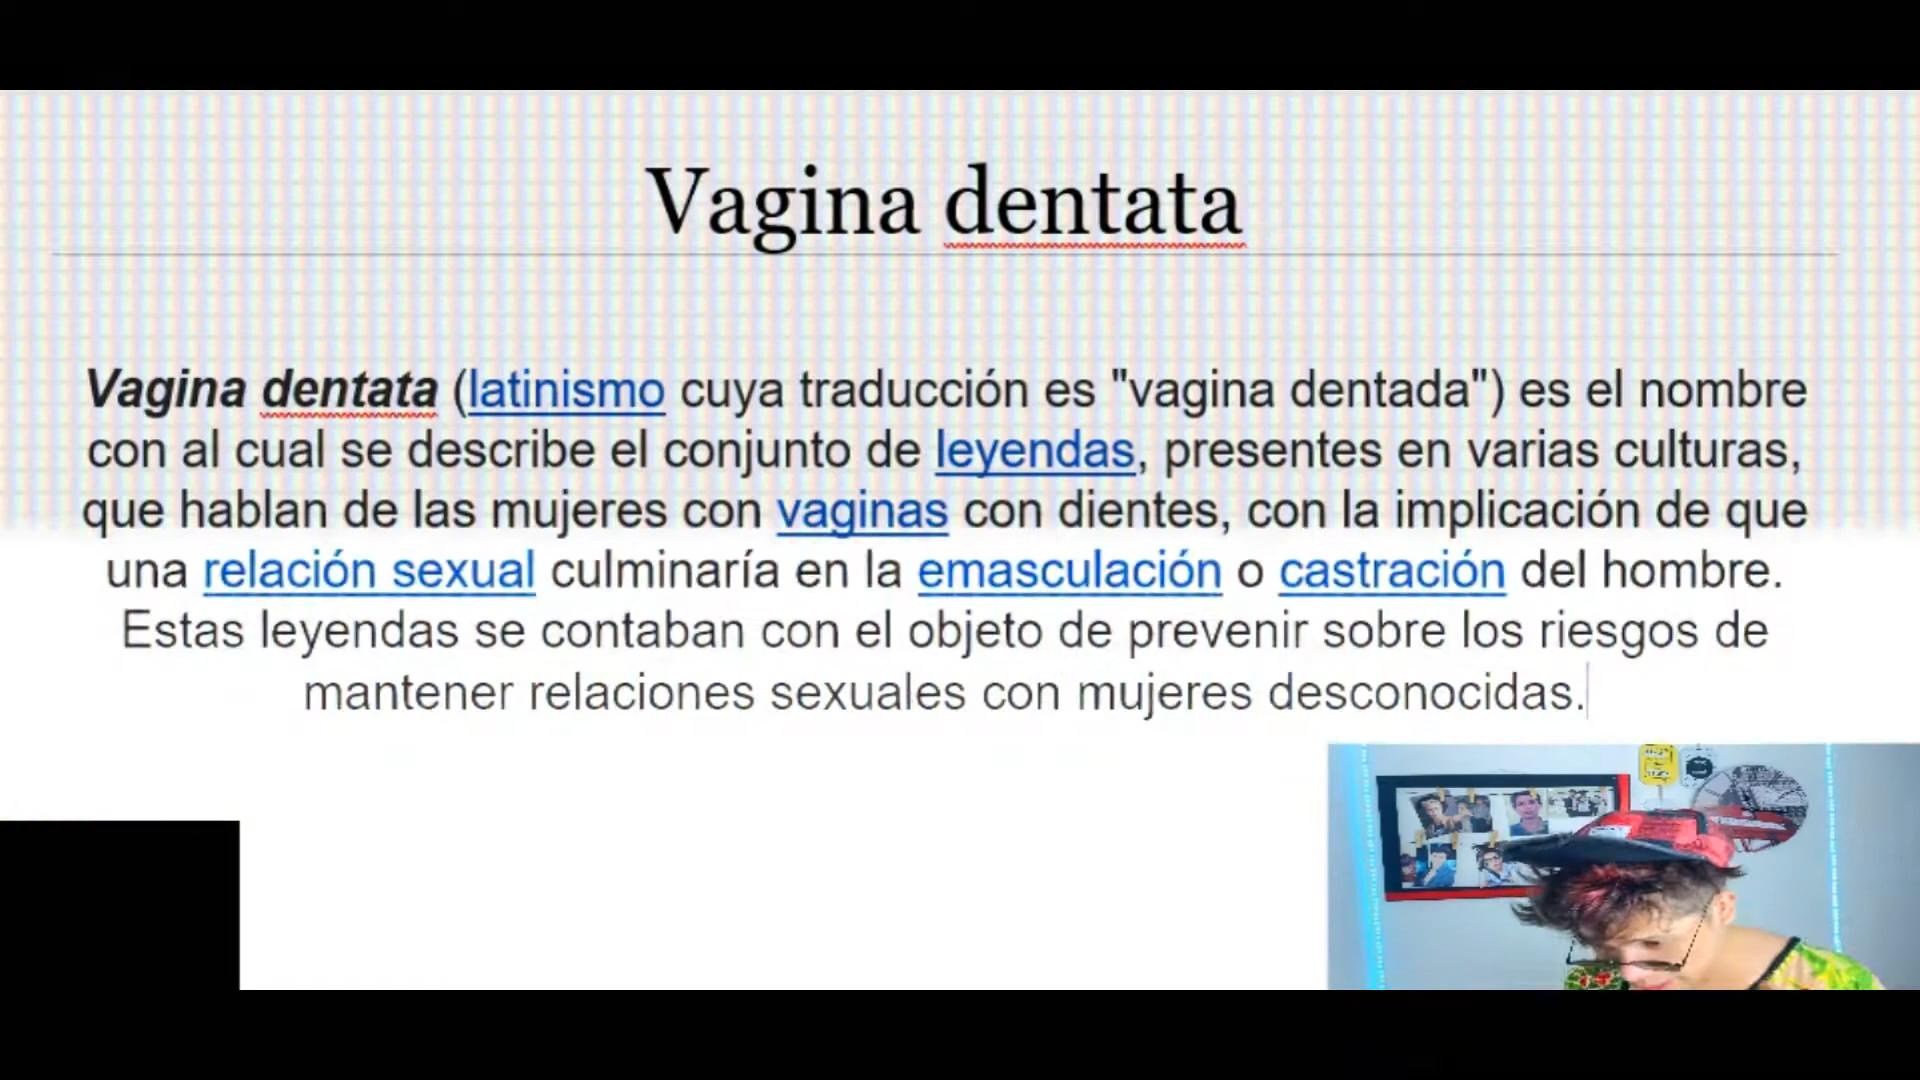 Vagina dentata
Vagina dentata (latinismo cuya traducción es "vagina dentada") es el nombre
con al cual se describe el conjunto de leyendas, presentes en varias culturas,
que hablan de las mujeres con vaginas con dientes, con la implicación de que
una relación sexual culminaría en la emasculación o castración del hombre.
Estas leyendas se contaban con el objeto de prevenir sobre los riesgos de
mantener relaciones sexuales con mujeres desconocidas.